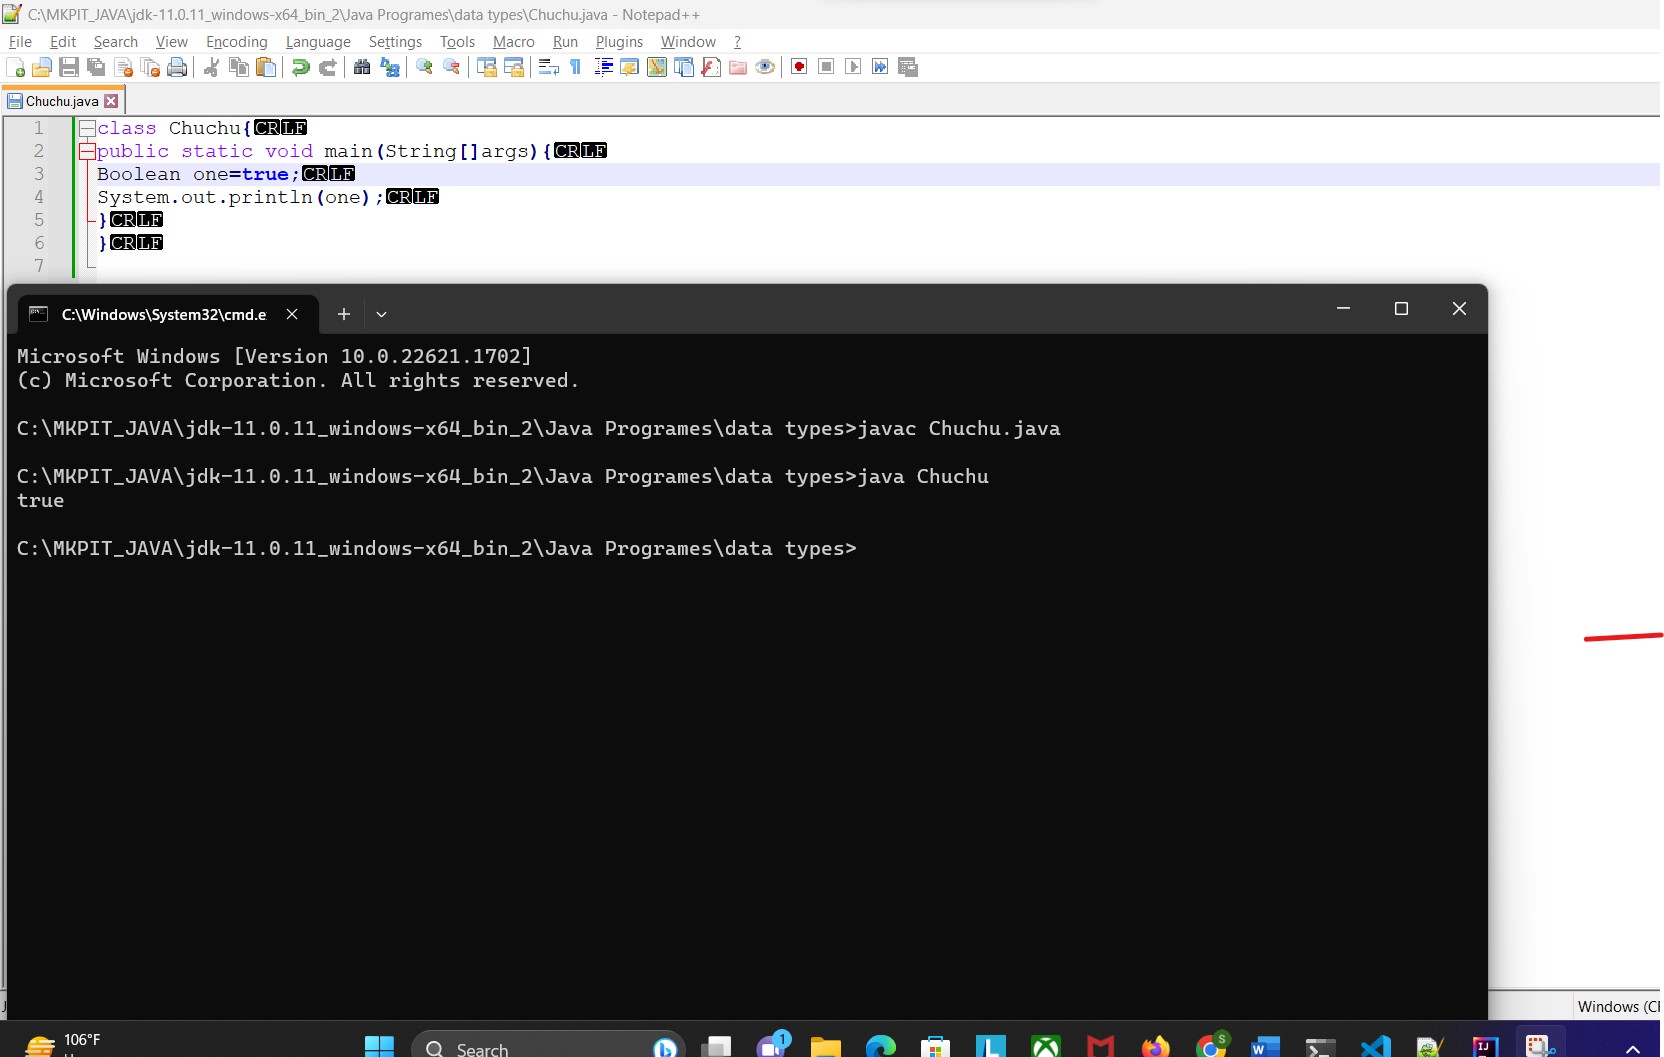 C:\MKPIT_JAVA\jdk-11.0.11_windows-x64_bin_2\Java Programes\data types\Chuchu.java - Notepad++
File Edit Search View Encoding Language Settings Tools Macro Run Plugins Window ?
Chuchu.java
1 class Chuchu{CRLF
2 public static void main(String[]args){CRLF
3 Boolean one=true;CRLF
4 System.out.println(one);CRLF
5 }CRLF
6 }CRLF
7
C:\Windows\System32\cmd.e
Microsoft Windows [Version 10.0.22621.1702]
(c) Microsoft Corporation. All rights reserved.
C:\MKPIT_JAVA\jdk-11.0.11_windows-x64_bin_2\Java Programes\data types>javac Chuchu.java
C:\MKPIT_JAVA\jdk-11.0.11_windows-x64_bin_2\Java Programes\data types>java Chuchu
true
C:\MKPIT_JAVA\jdk-11.0.11_windows-x64_bin_2\Java Programes\data types>
Windows (CR
106°F
Search
1
S